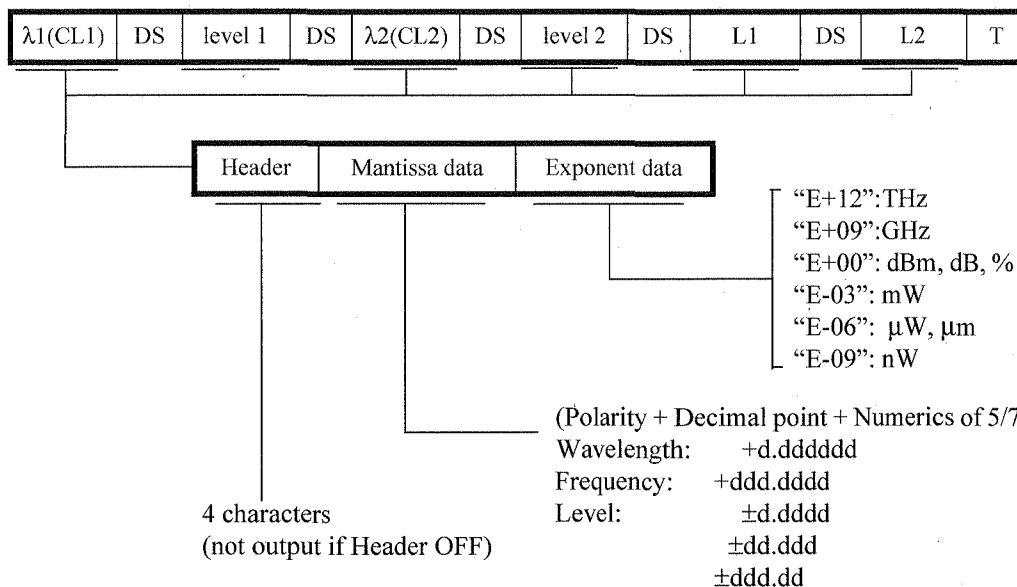 λ1(CL1) DS level 1 DS λ2(CL2) DS level 2 DS L1 DS L2 T
Header Mantissa data Exponent data
“E+12”:THz
“E+09”:GHz
“E+00”: dBm, dB, %
“E-03”: mW
“E-06”: μW, μm
“E-09”: nW
(Polarity + Decimal point + Numerics of 5/7
Wavelength: +d.dddddd
Frequency: +ddd.dddd
Level: ±d.dddd
±dd.ddd
±ddd.dd
4 characters
(not output if Header OFF)